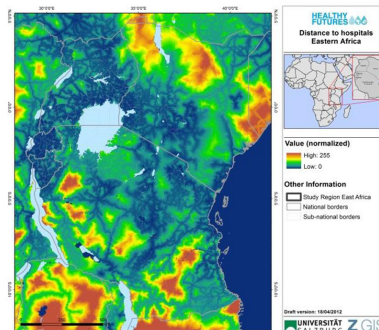 30°0'0"E 35°0'0"E 40°0'0"E
HEALTHY
FUTURES
Distance to hospitals
Eastern Africa
Value (normalized)
High: 255
Low: 0
Other Information
Study Region East Africa
National borders
Sub-national borders
Draft version: 18/04/2012
UNIVERSITÄT
SALZBURG
Z_GIS